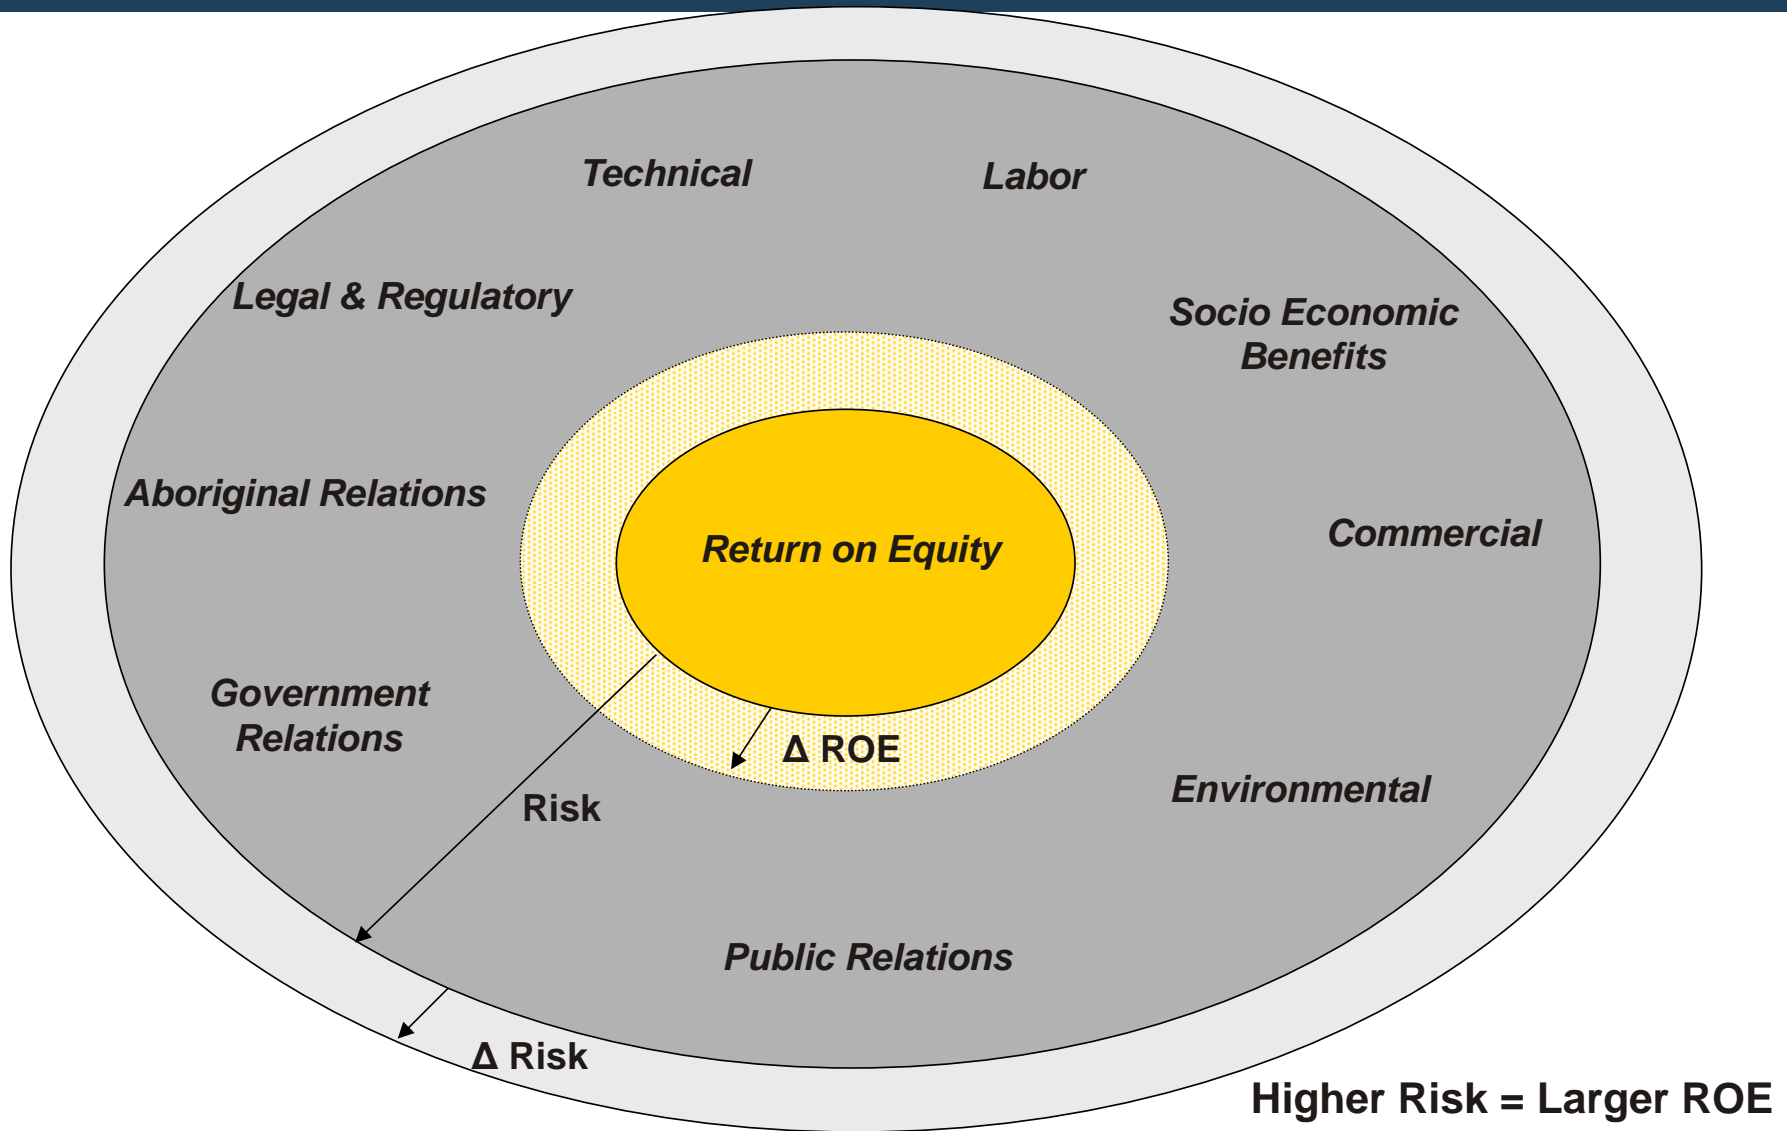 Technical
Labor
Legal & Regulatory
Socio Economic
Benefits
Aboriginal Relations
Commercial
Return on Equity
Government
Relations
Δ ROE
Risk
Environmental
Public Relations
Δ Risk
Higher Risk = Larger ROE